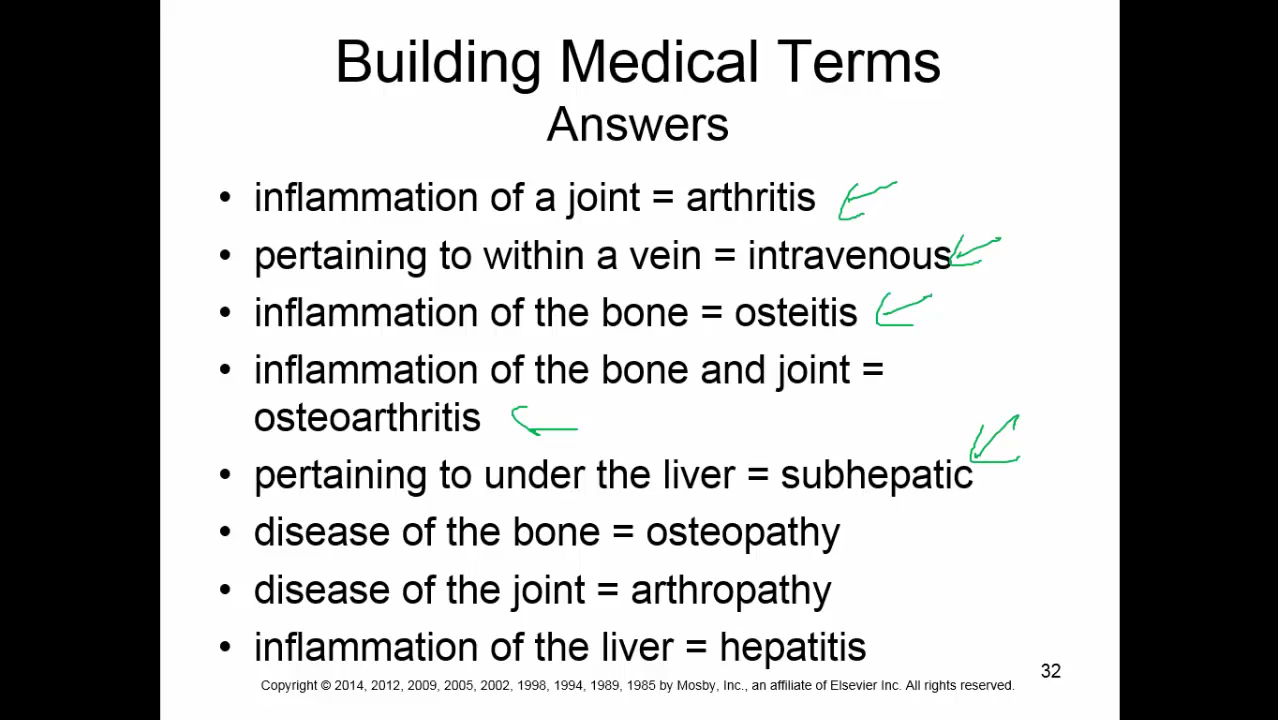 Building Medical Terms
Answers
• inflammation of a joint = arthritis
• pertaining to within a vein = intravenous
• inflammation of the bone = osteitis
• inflammation of the bone and joint =
osteoarthritis
• pertaining to under the liver = subhepatic
• disease of the bone = osteopathy
• disease of the joint = arthropathy
• inflammation of the liver = hepatitis
32
Copyright © 2014, 2012, 2009, 2005, 2002, 1998, 1994, 1989, 1985 by Mosby, Inc., an affiliate of Elsevier Inc. All rights reserved.